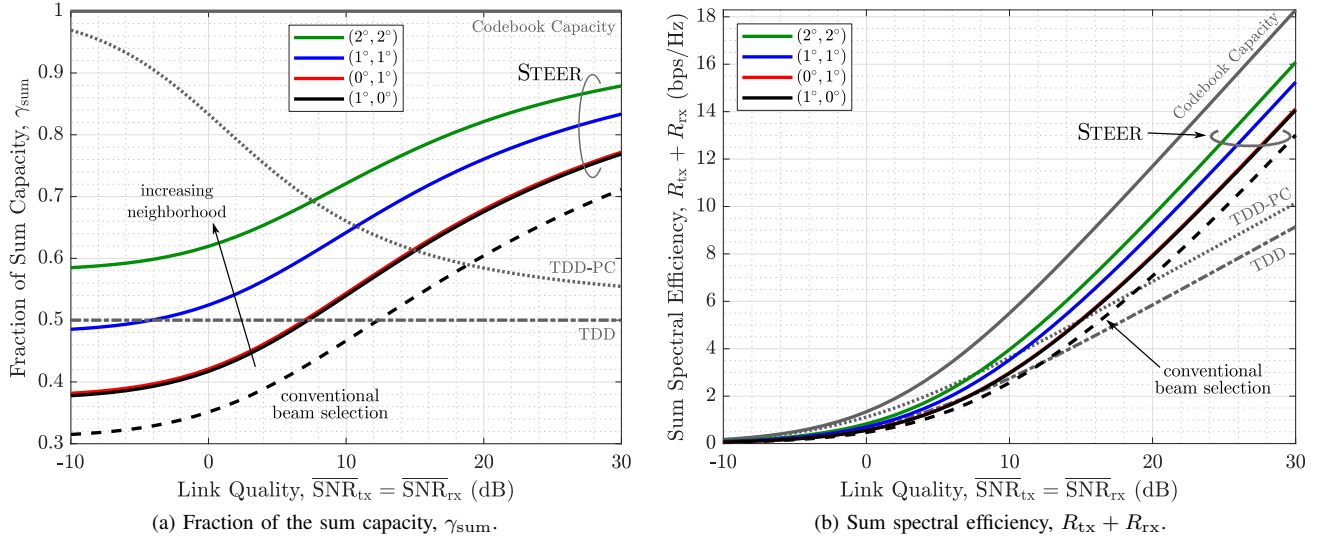 1
0.9
0.8
0.7
0.6
0.5
0.4
0.3
-10
0
10
20
30
Fraction of Sum Capacity, γsum
Link Quality, SNRtx = SNRrx (dB)
(2°, 2°)
(1°, 1°)
(0°, 1°)
(1°, 0°)
Codebook Capacity
STEER
increasing
neighborhood
TDD-PC
TDD
conventional
beam selection
(a) Fraction of the sum capacity, γsum.
18
16
14
12
10
8
6
4
2
0
-10
0
10
20
30
Sum Spectral Efficiency, Rtx + Rrx (bps/Hz)
Link Quality, SNRtx = SNRrx (dB)
(2°, 2°)
(1°, 1°)
(0°, 1°)
(1°, 0°)
Codebook Capacity
STEER
TDD-PC
TDD
conventional
beam selection
(b) Sum spectral efficiency, Rtx + Rrx.